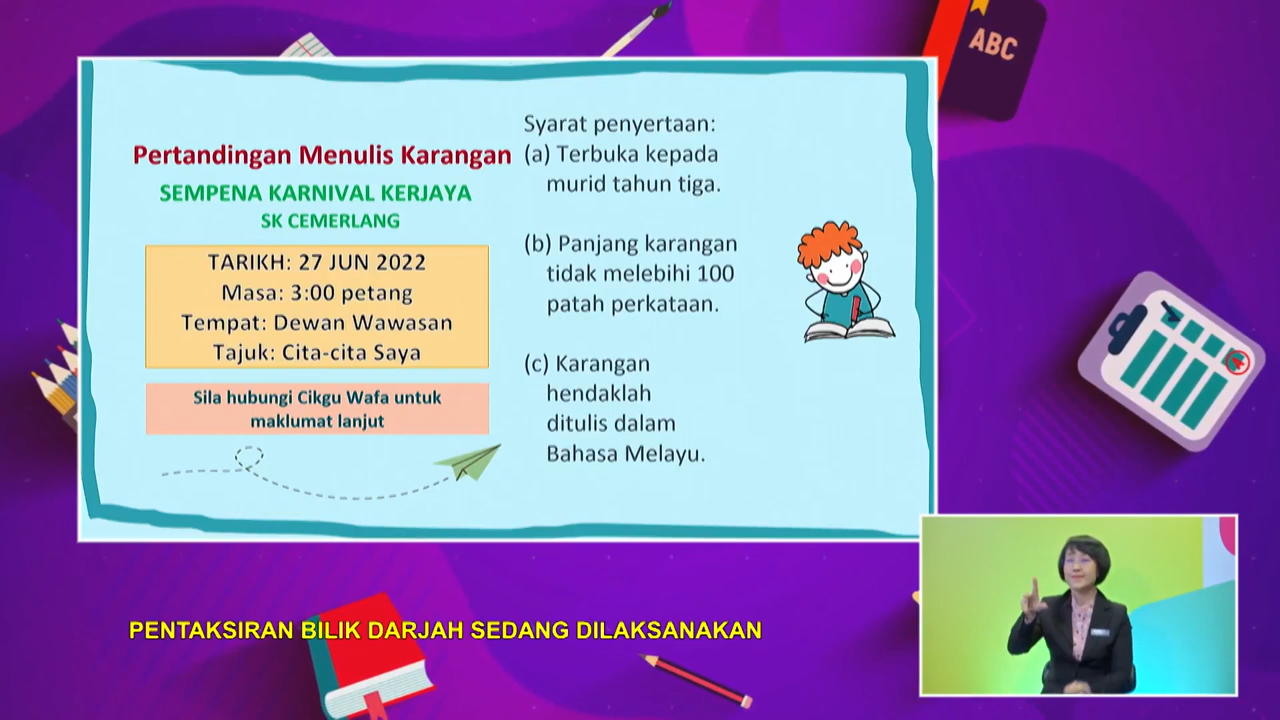 Pertandingan Menulis Karangan
SEMPENA KARNIVAL KERJAYA
SK CEMERLANG
TARIKH: 27 JUN 2022
Masa: 3:00 petang
Tempat: Dewan Wawasan
Tajuk: Cita-cita Saya
Sila hubungi Cikgu Wafa untuk
maklumat lanjut
Syarat penyertaan:
(a) Terbuka kepada
murid tahun tiga.
(b) Panjang karangan
tidak melebihi 100
patah perkataan.
(c) Karangan
hendaklah
ditulis dalam
Bahasa Melayu.
ABC
PENTAKSIRAN BILIK DARJAH SEDANG DILAKSANAKAN